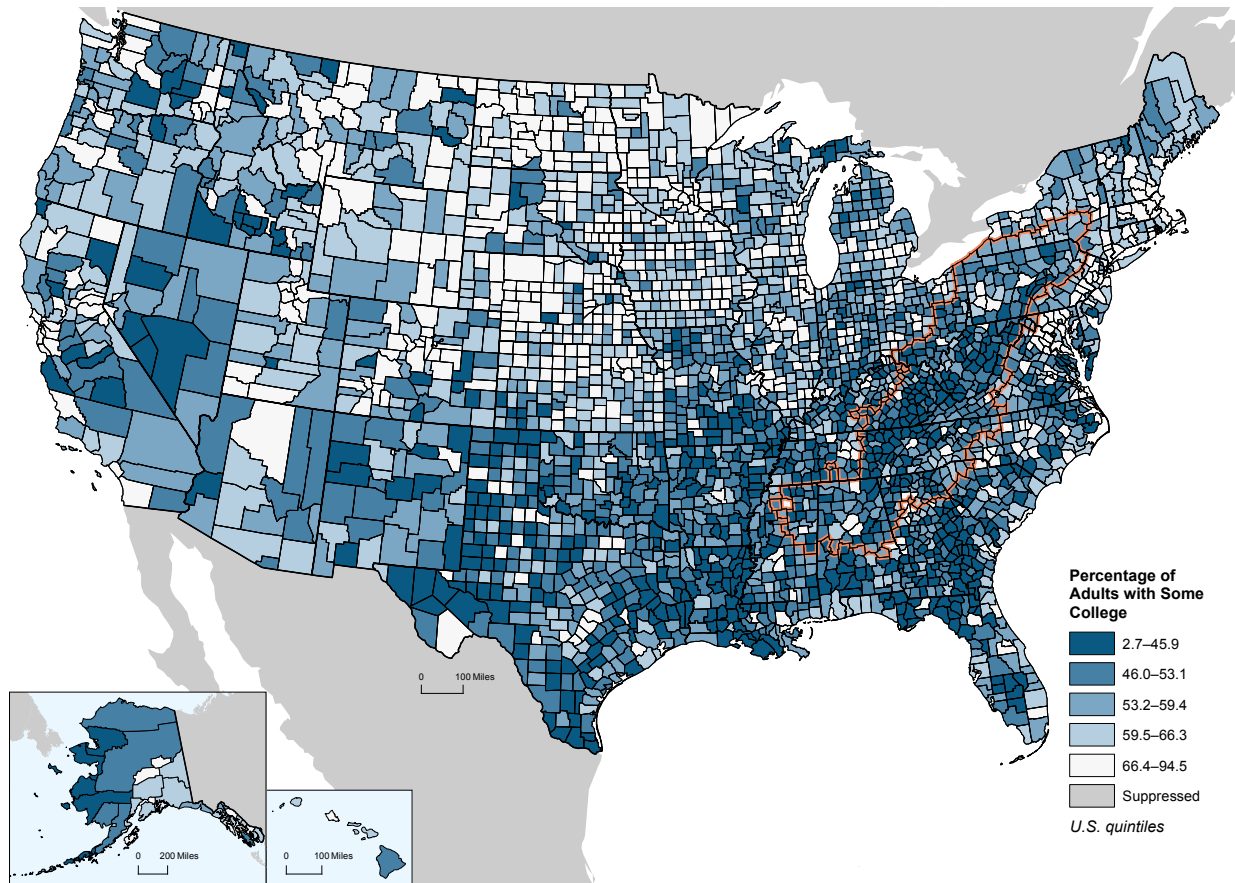 0 100 Miles
Percentage of
Adults with Some
College
2.7–45.9
46.0–53.1
53.2–59.4
59.5–66.3
66.4–94.5
Suppressed
U.S. quintiles
0 200 Miles
0 100 Miles